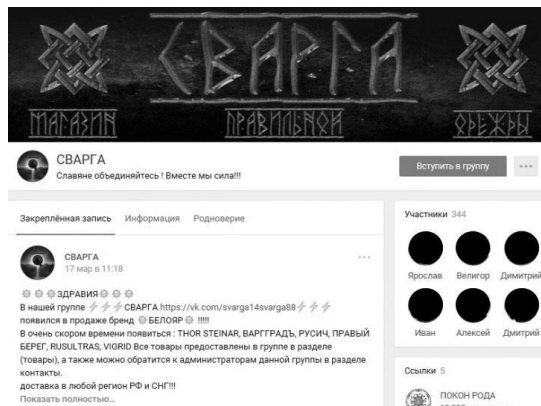 СВАРГА
МАГАЗИН ПРАВИЛЬНОЙ ОДЕЖДЫ
СВАРГА
Славяне объединяйтесь ! Вместе мы сила!!!
Вступить в группу
Закреплённая запись Информация Родноверие
СВАРГА
17 мар в 11:18
ЗДРАВИЯ
В нашей группе ⚡⚡⚡СВАРГА https://vk.com/svarga14svarga88⚡⚡⚡
появился в продаже бренд БЕЛОЯР !!!!!
В очень скором времени появиться : THOR STEINAR, ВАРГГРАДЪ, РУСИЧ, ПРАВЫЙ
БЕРЕГ, RUSULTRAS, VIGRID Все товары предоставлены в группе в разделе
(товары), а также можно обратится к администраторам данной группы в разделе
контакты.
доставка в любой регион РФ и СНГ!!!
Показать полностью...
Участники 344
Ярослав Велигор Димитрий
Иван Алексей Дмитрий
Ссылки 5
ПОКОН РОДА